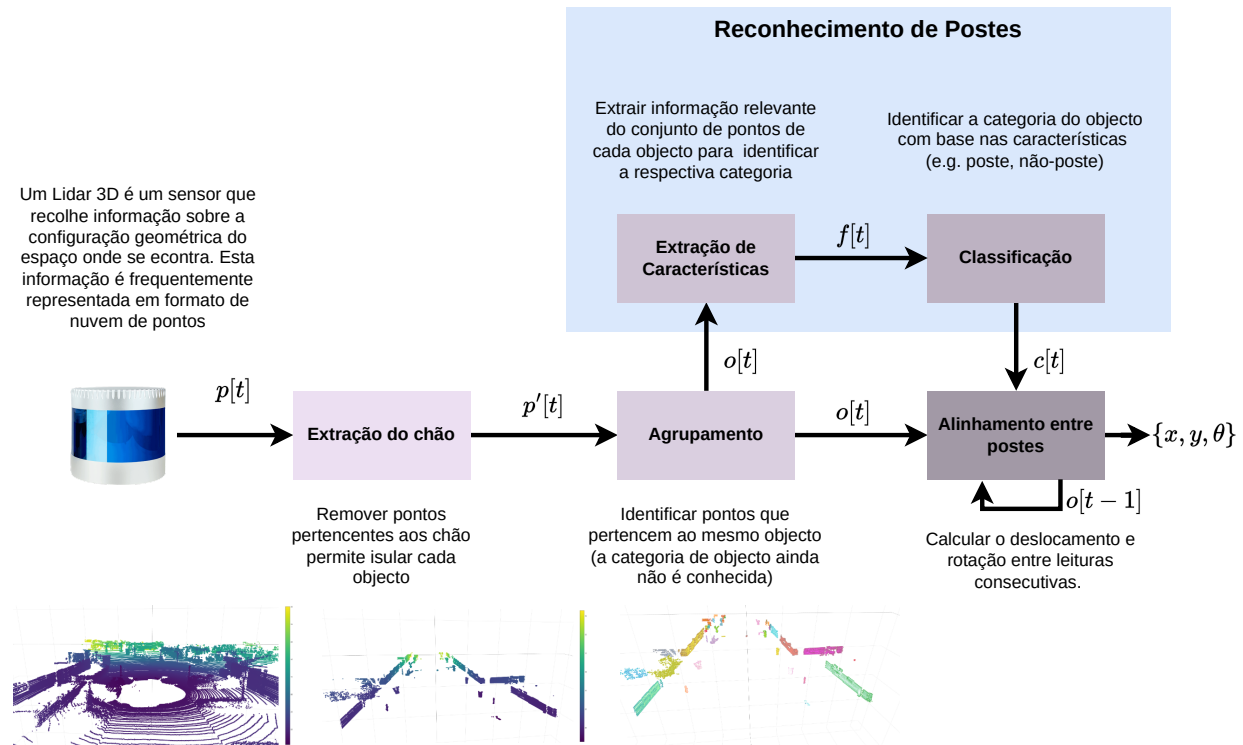 Reconhecimento de Postes
Extrair informação relevante
do conjunto de pontos de
cada objecto para  identificar
a respectiva categoria
Identificar a categoria do objecto
com base nas características
(e.g. poste, não-poste)
Um Lidar 3D é um sensor que
recolhe informação sobre a
configuração geométrica do
espaço onde se econtra. Esta
informação é frequentemente
representada em formato de
nuvem de pontos
Extração de
Características
f[t]
Classificação
o[t]
c[t]
p[t]
Extração do chão
p'[t]
Agrupamento
o[t]
Alinhamento entre
postes
{x, y, θ}
o[t − 1]
Remover pontos
pertencentes aos chão
permite isular cada
objecto
Identificar pontos que
pertencem ao mesmo objecto
(a categoria de objecto ainda
não é conhecida)
Calcular o deslocamento e
rotação entre leituras
consecutivas.